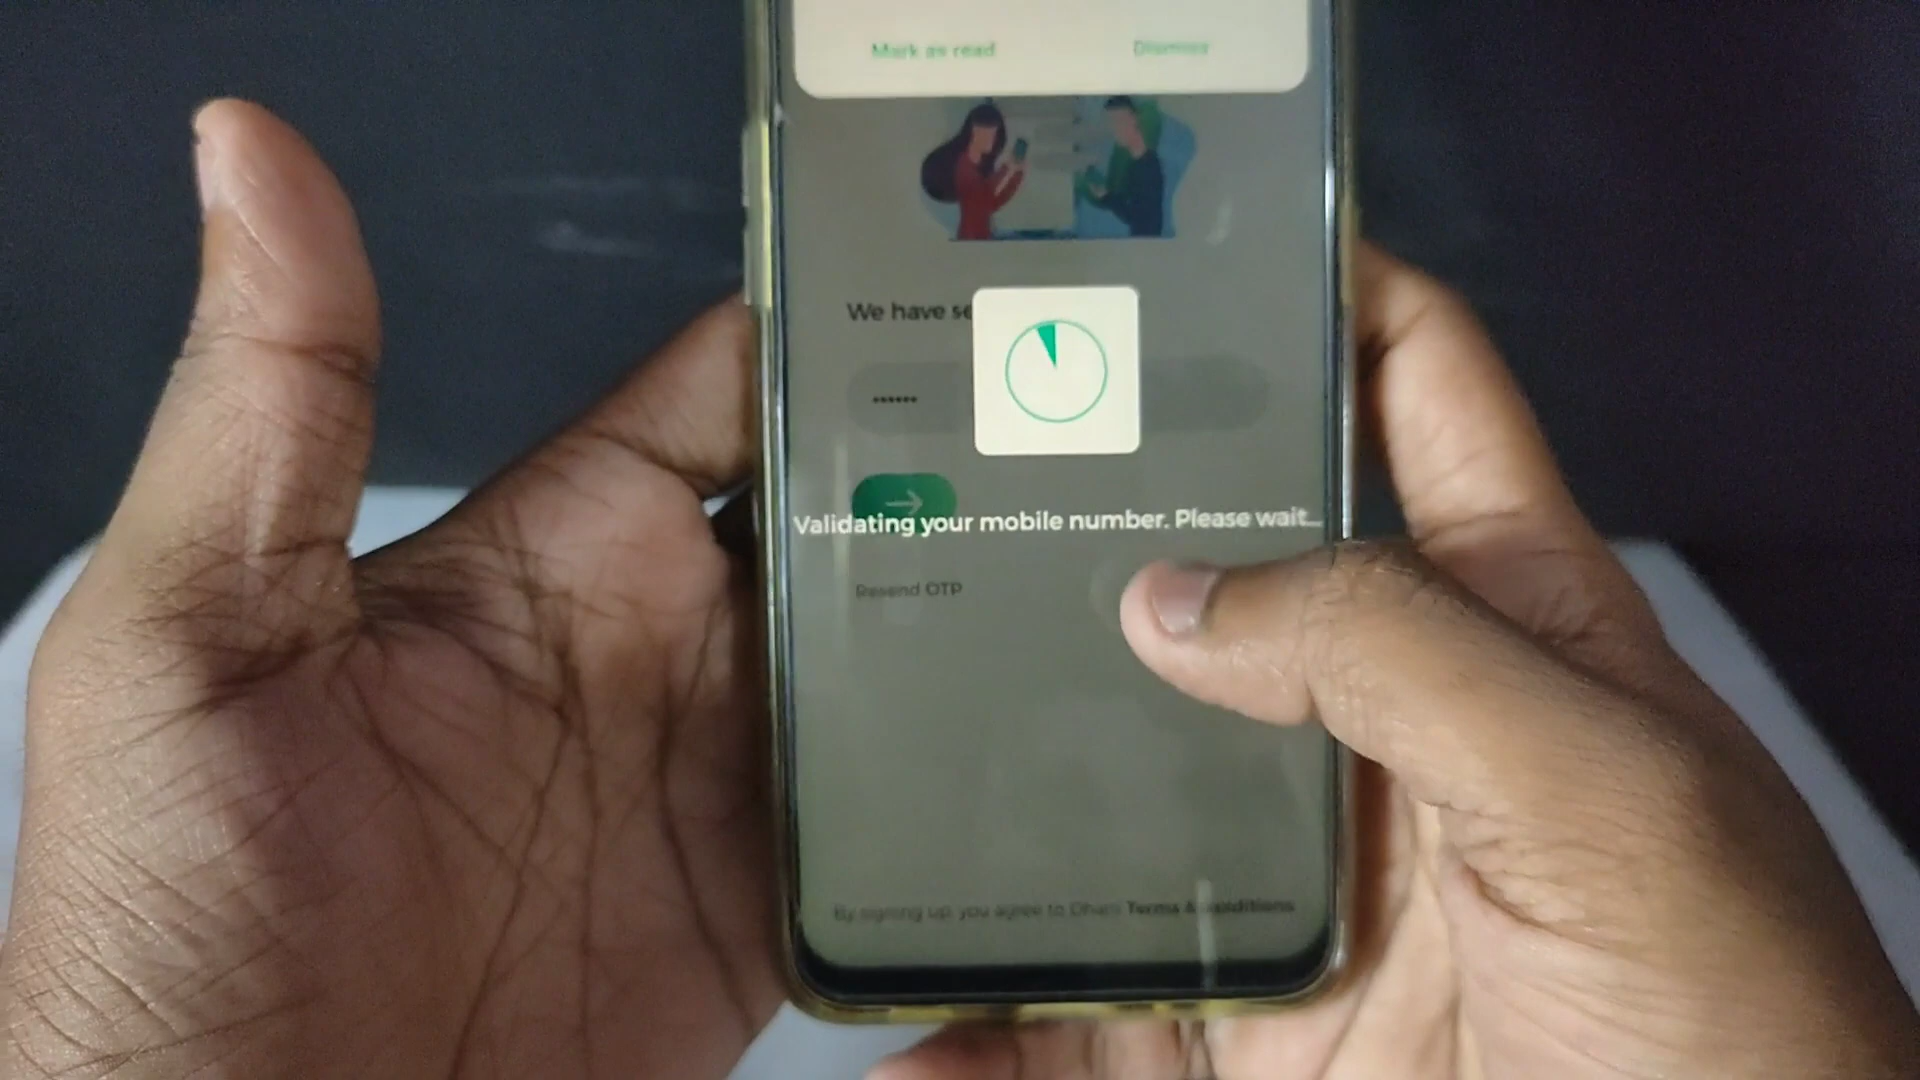 Mark as read Dismiss
We have se
••••••
Validating your mobile number. Please wait...
Resend OTP
By signing up, you agree to Dhani Terms & Conditions